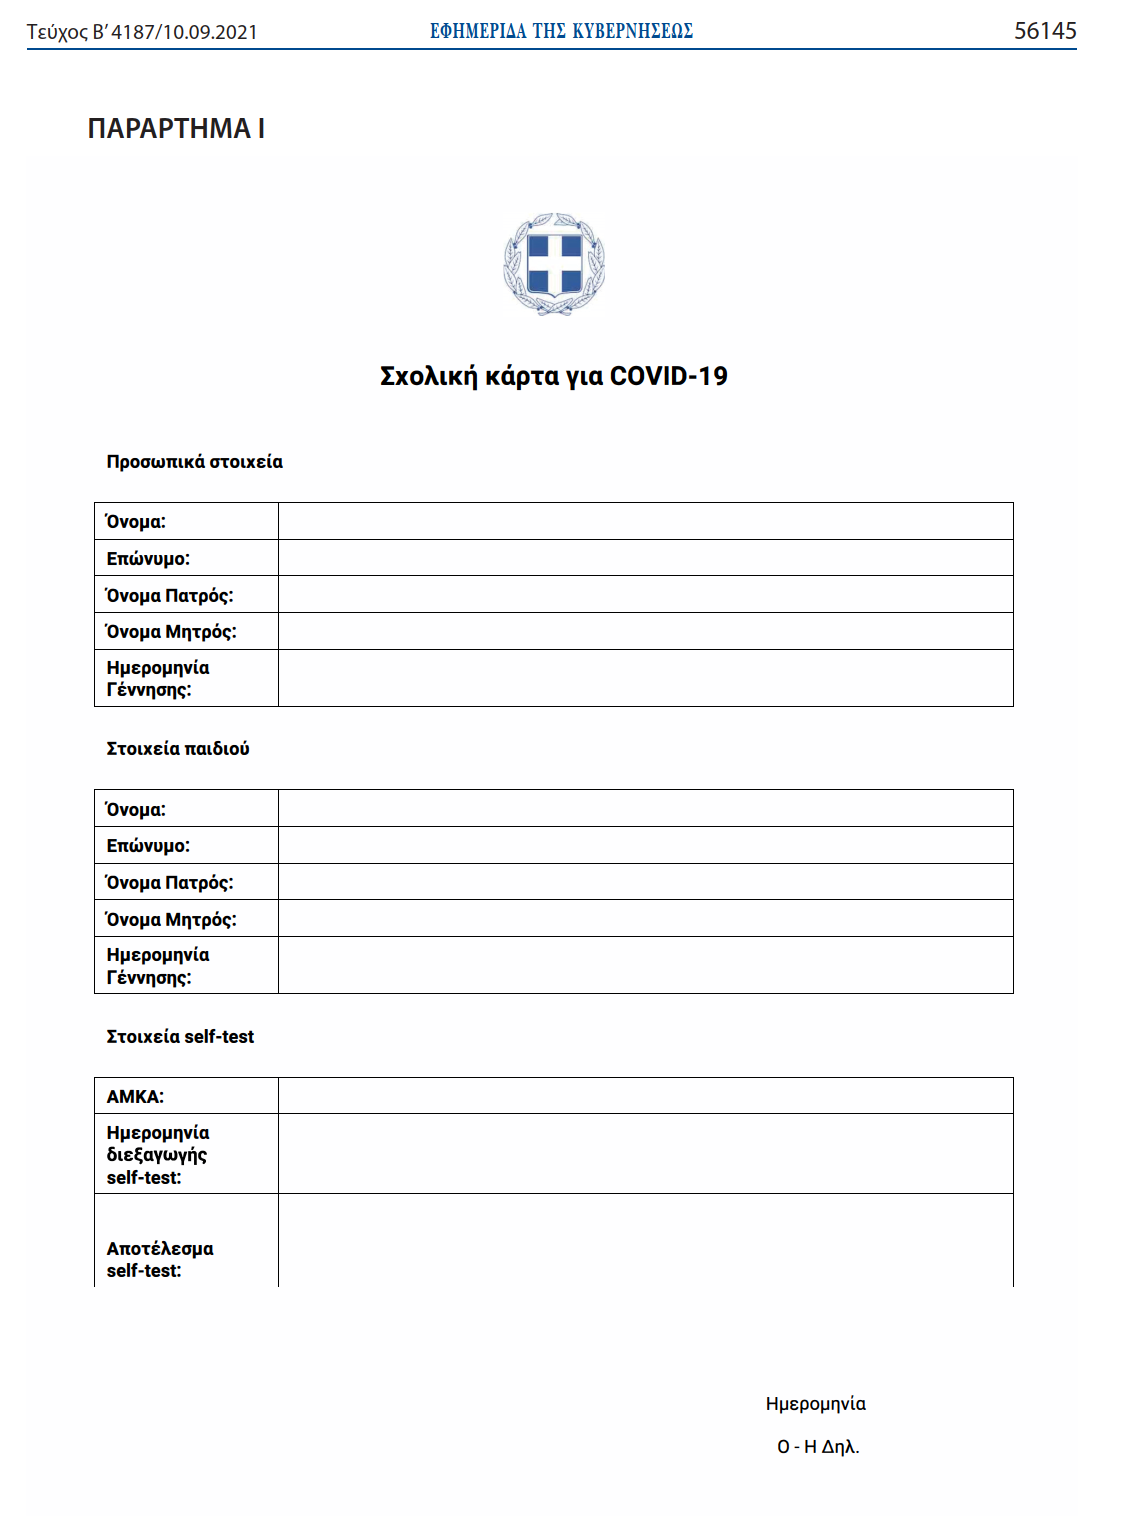 Τεύχος Β’ 4187/10.09.2021
ΕΦΗΜΕΡΙΔΑ ΤΗΣ ΚΥΒΕΡΝΗΣΕΩΣ
56145
ΠΑΡΑΡΤΗΜΑ Ι
Σχολική κάρτα για COVID-19
Προσωπικά στοιχεία
Όνομα:
Επώνυμο:
Όνομα Πατρός:
Όνομα Μητρός:
Ημερομηνία
Γέννησης:
Στοιχεία παιδιού
Όνομα:
Επώνυμο:
Όνομα Πατρός:
Όνομα Μητρός:
Ημερομηνία
Γέννησης:
Στοιχεία self-test
ΑΜΚΑ:
Ημερομηνία
διεξαγωγής
self-test:
Αποτέλεσμα
self-test:
Ημερομηνία
Ο - Η Δηλ.